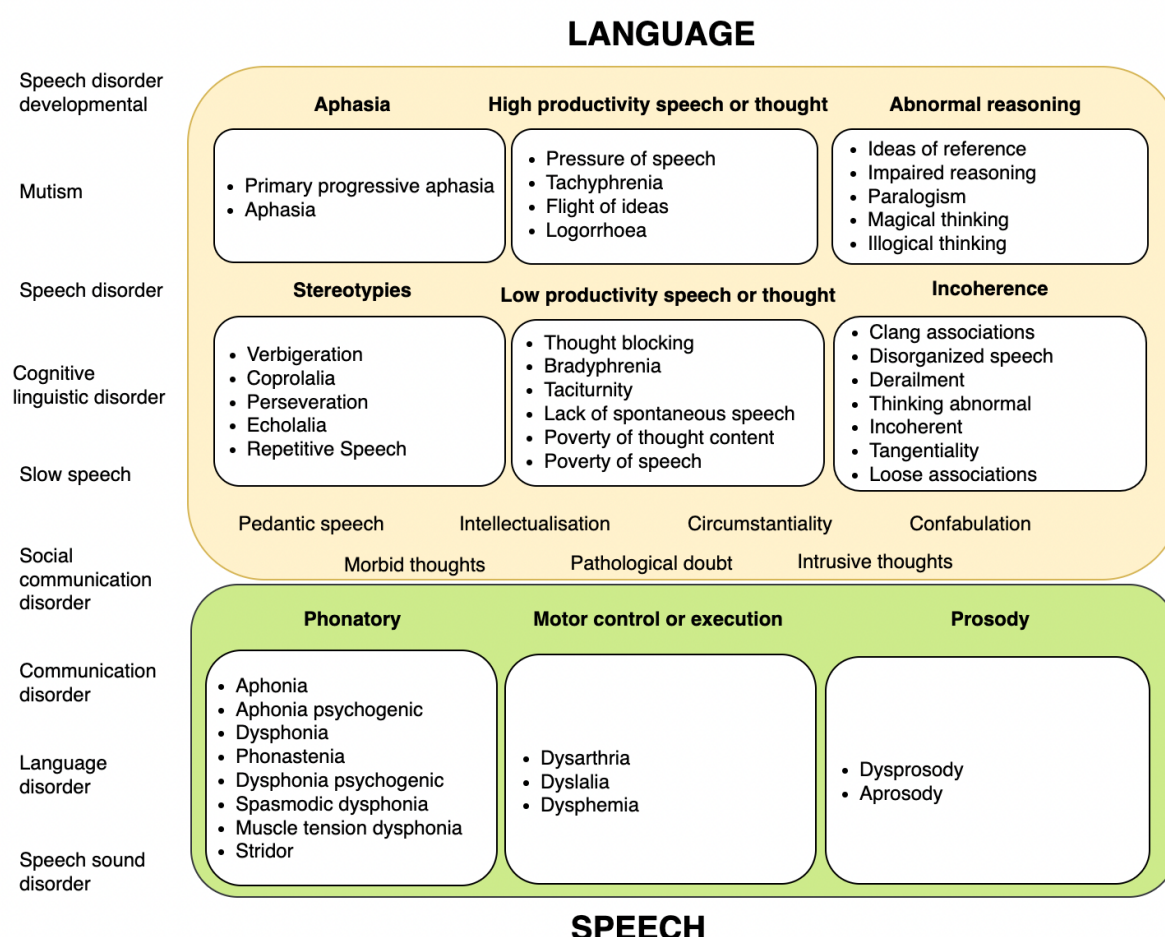 LANGUAGE
Speech disorder
developmental
Mutism
Speech disorder
Cognitive
linguistic disorder
Slow speech
Social
communication
disorder
Communication
disorder
Language
disorder
Speech sound
disorder
Aphasia
• Primary progressive aphasia
• Aphasia
High productivity speech or thought
• Pressure of speech
• Tachyphrenia
• Flight of ideas
• Logorrhoea
Abnormal reasoning
• Ideas of reference
• Impaired reasoning
• Paralogism
• Magical thinking
• Illogical thinking
Stereotypies
• Verbigeration
• Coprolalia
• Perseveration
• Echolalia
• Repetitive Speech
Low productivity speech or thought
• Thought blocking
• Bradyphrenia
• Taciturnity
• Lack of spontaneous speech
• Poverty of thought content
• Poverty of speech
Incoherence
• Clang associations
• Disorganized speech
• Derailment
• Thinking abnormal
• Incoherent
• Tangentiality
• Loose associations
Pedantic speech
Intellectualisation
Circumstantiality
Confabulation
Morbid thoughts
Pathological doubt
Intrusive thoughts
Phonatory
• Aphonia
• Aphonia psychogenic
• Dysphonia
• Phonastenia
• Dysphonia psychogenic
• Spasmodic dysphonia
• Muscle tension dysphonia
• Stridor
Motor control or execution
• Dysarthria
• Dyslalia
• Dysphemia
Prosody
• Dysprosody
• Aprosody
SPEECH